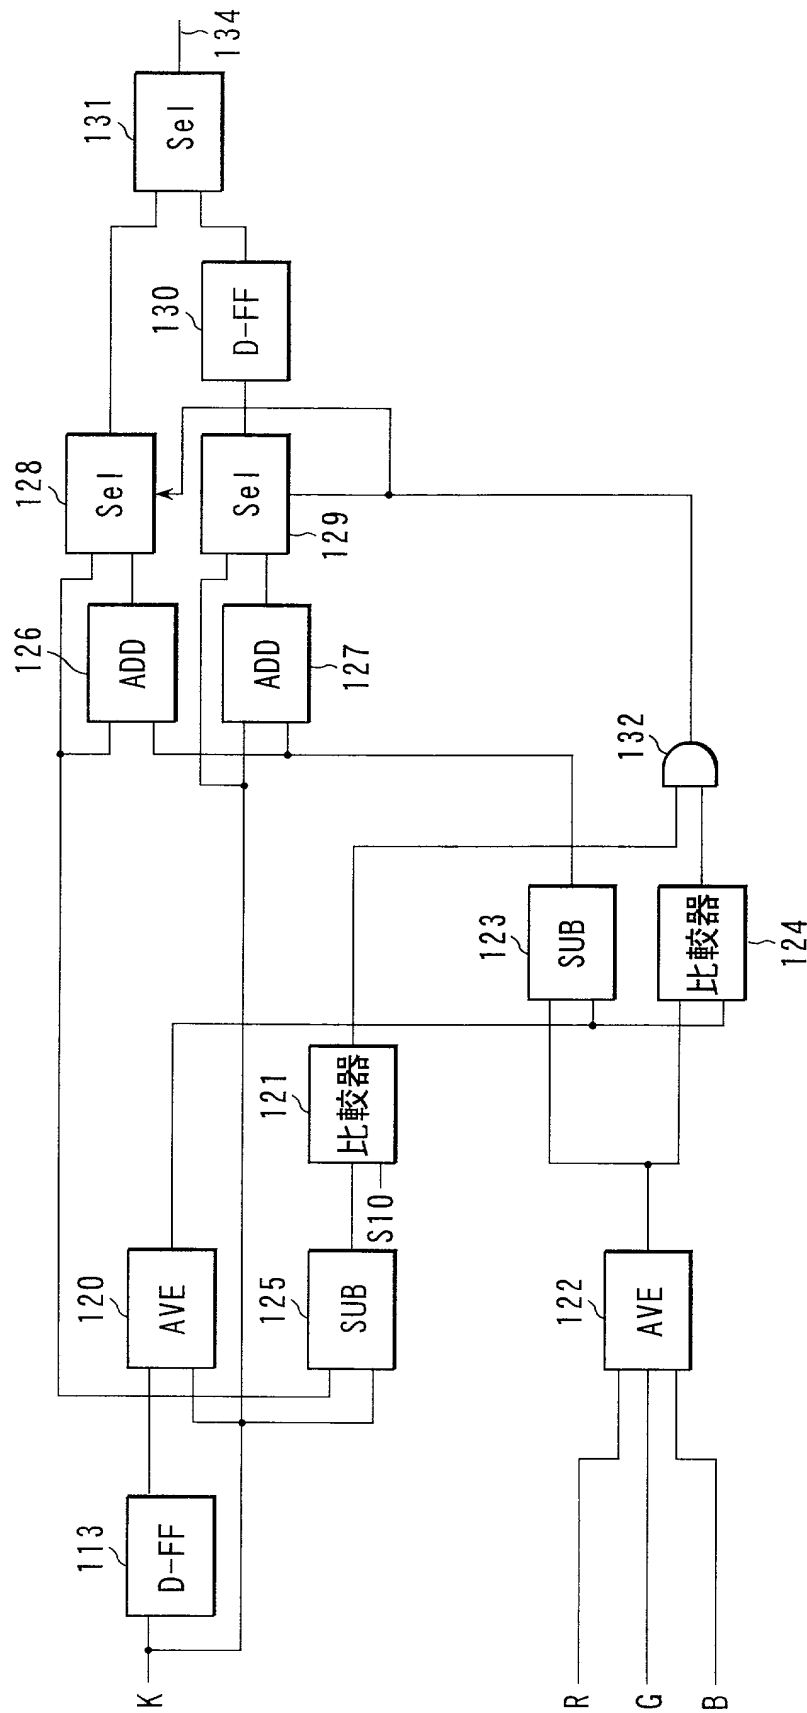 K
R
G
B
113
D-FF
120
AVE
125
SUB
S10
121
比較器
122
AVE
123
SUB
124
比較器
132
126
ADD
127
ADD
128
Sel
129
Sel
130
D-FF
131
Sel
134